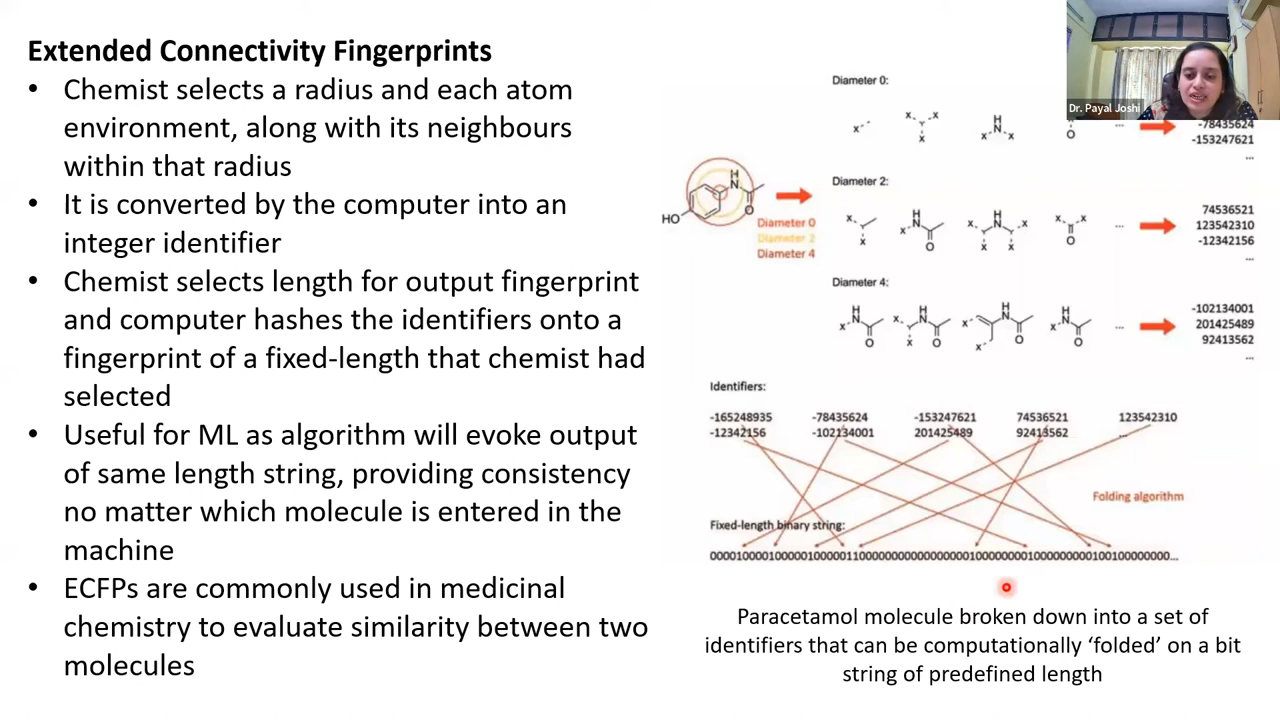 Extended Connectivity Fingerprints
• Chemist selects a radius and each atom
environment, along with its neighbours
within that radius
• It is converted by the computer into an
integer identifier
• Chemist selects length for output fingerprint
and computer hashes the identifiers onto a
fingerprint of a fixed-length that chemist had
selected
• Useful for ML as algorithm will evoke output
of same length string, providing consistency
no matter which molecule is entered in the
machine
• ECFPs are commonly used in medicinal
chemistry to evaluate similarity between two
molecules
Dr. Payal Joshi
Diameter 0:
x
x x x
H
N
x x
O
...
-78435624
-153247621
...
HO
H
N
O
Diameter 0
Diameter 2
Diameter 4
Diameter 2:
x
x
H
x N
O
H
x N x
x x
x x
O
...
74536521
123542310
-12342156
...
Diameter 4:
H
x N
O
H
x N
x O
H
x N
x O
H
x N
O
...
-102134001
201425489
92413562
...
Identifiers:
-165248935 -78435624 -153247621 74536521 123542310
-12342156 -102134001 201425489 92413562 ...
Folding algorithm
Fixed-length binary string:
Paracetamol molecule broken down into a set of
identifiers that can be computationally ‘folded’ on a bit
string of predefined length